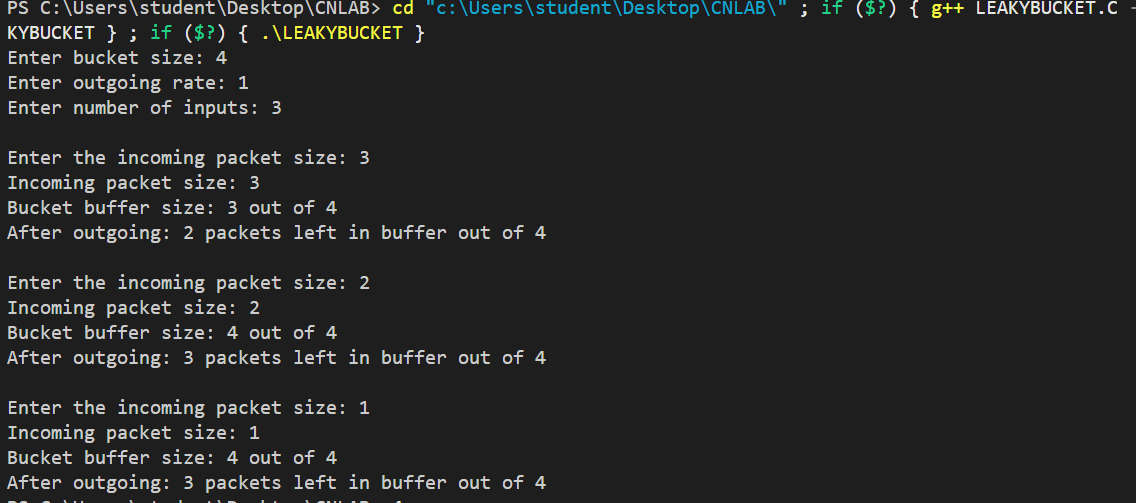 PS C:\Users\student\Desktop\CNLAB> cd "c:\Users\student\Desktop\CNLAB\" ; if ($?) { g++ LEAKYBUCKET.C -
KYBUCKET } ; if ($?) { .\LEAKYBUCKET }
Enter bucket size: 4
Enter outgoing rate: 1
Enter number of inputs: 3
Enter the incoming packet size: 3
Incoming packet size: 3
Bucket buffer size: 3 out of 4
After outgoing: 2 packets left in buffer out of 4
Enter the incoming packet size: 2
Incoming packet size: 2
Bucket buffer size: 4 out of 4
After outgoing: 3 packets left in buffer out of 4
Enter the incoming packet size: 1
Incoming packet size: 1
Bucket buffer size: 4 out of 4
After outgoing: 3 packets left in buffer out of 4